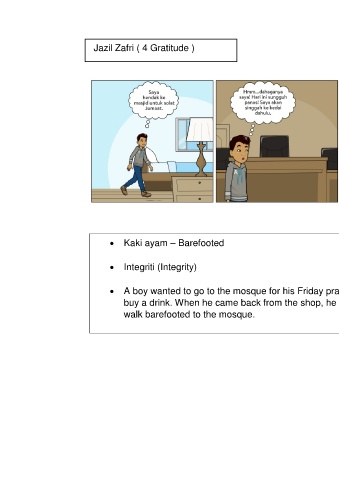 Jazil Zafri ( 4 Gratitude )
Saya
hendak ke
masjid untuk solat
Jumaat.
Hmm...dahaganya
saya! Hari ini sungguh
panas! Saya akan
singgah ke kedai
dahulu.
• Kaki ayam – Barefooted
• Integriti (Integrity)
• A boy wanted to go to the mosque for his Friday pra
buy a drink. When he came back from the shop, he
walk barefooted to the mosque.